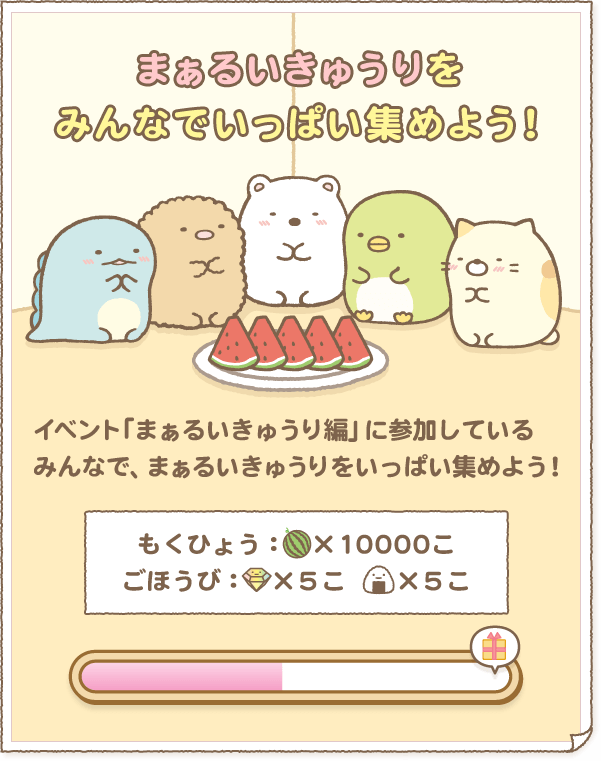 まぁるいきゅうりを
みんなでいっぱい集めよう!
イベント「まぁるいきゅうり編」に参加している
みんなで、まぁるいきゅうりをいっぱい集めよう!
もくひょう:×10000こ
ごほうび:×5こ ×5こ